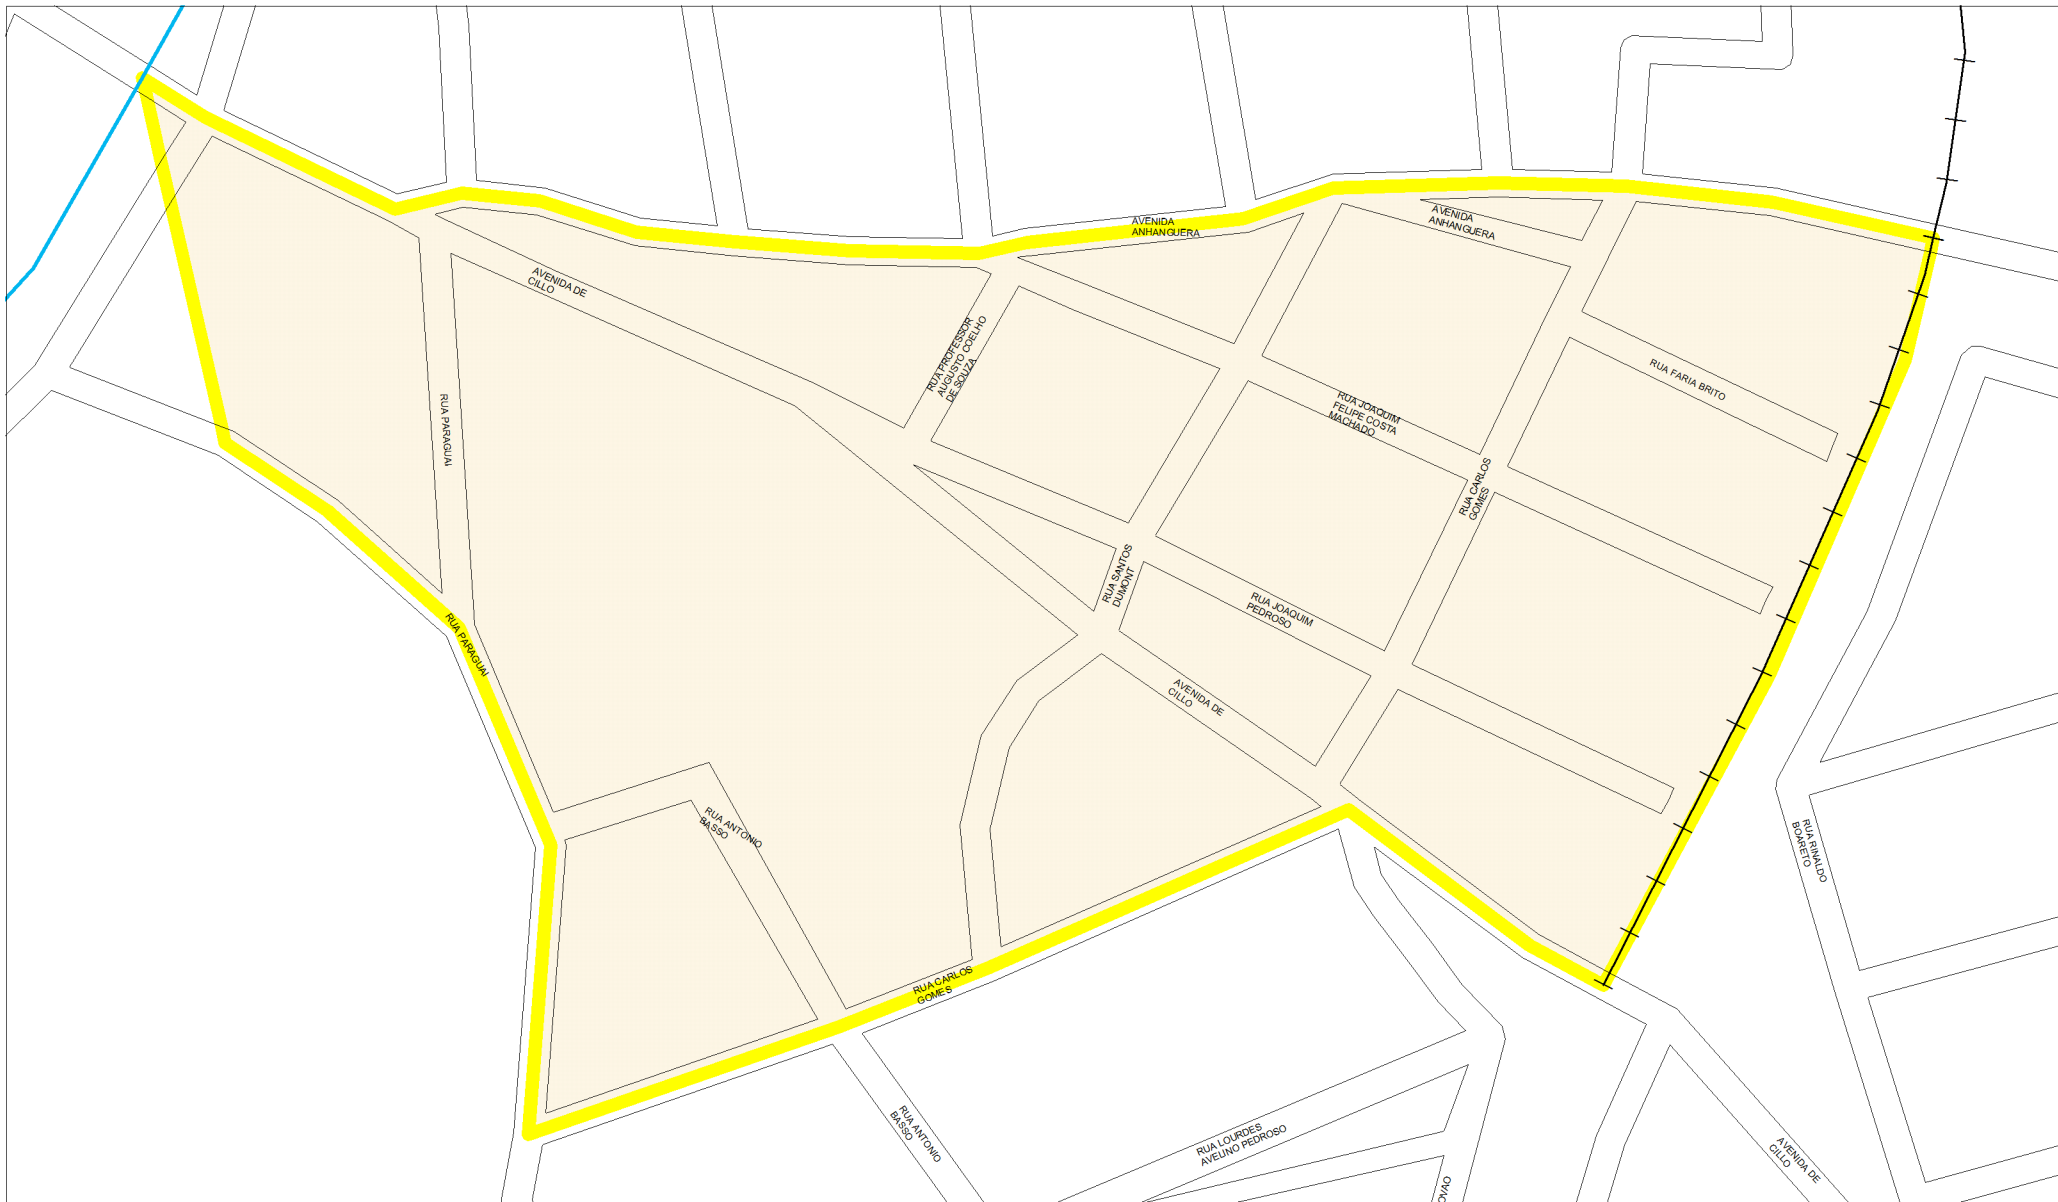 AVENIDA
ANHANGUERA
AVENIDA
ANHANGUERA
AVENIDA DE
CILLO
RUA PROFESSOR
AUGUSTO COELHO
DE SOUZA
RUA FARIA BRITO
RUA PARAGUAI
RUA JOAQUIM
FELIPE COSTA
MACHADO
RUA CARLOS
GOMES
RUA SANTOS
DUMONT
RUA JOAQUIM
PEDROSO
RUA PARAGUAI
AVENIDA DE
CILLO
RUA ANTONIO
BASSO
RUA RINALDO
BOARETO
RUA CARLOS
GOMES
RUA ANTONIO
BASSO
RUA LOURDES
AVELINO PEDROSO
AVENIDA DE
CILLO
OVAO